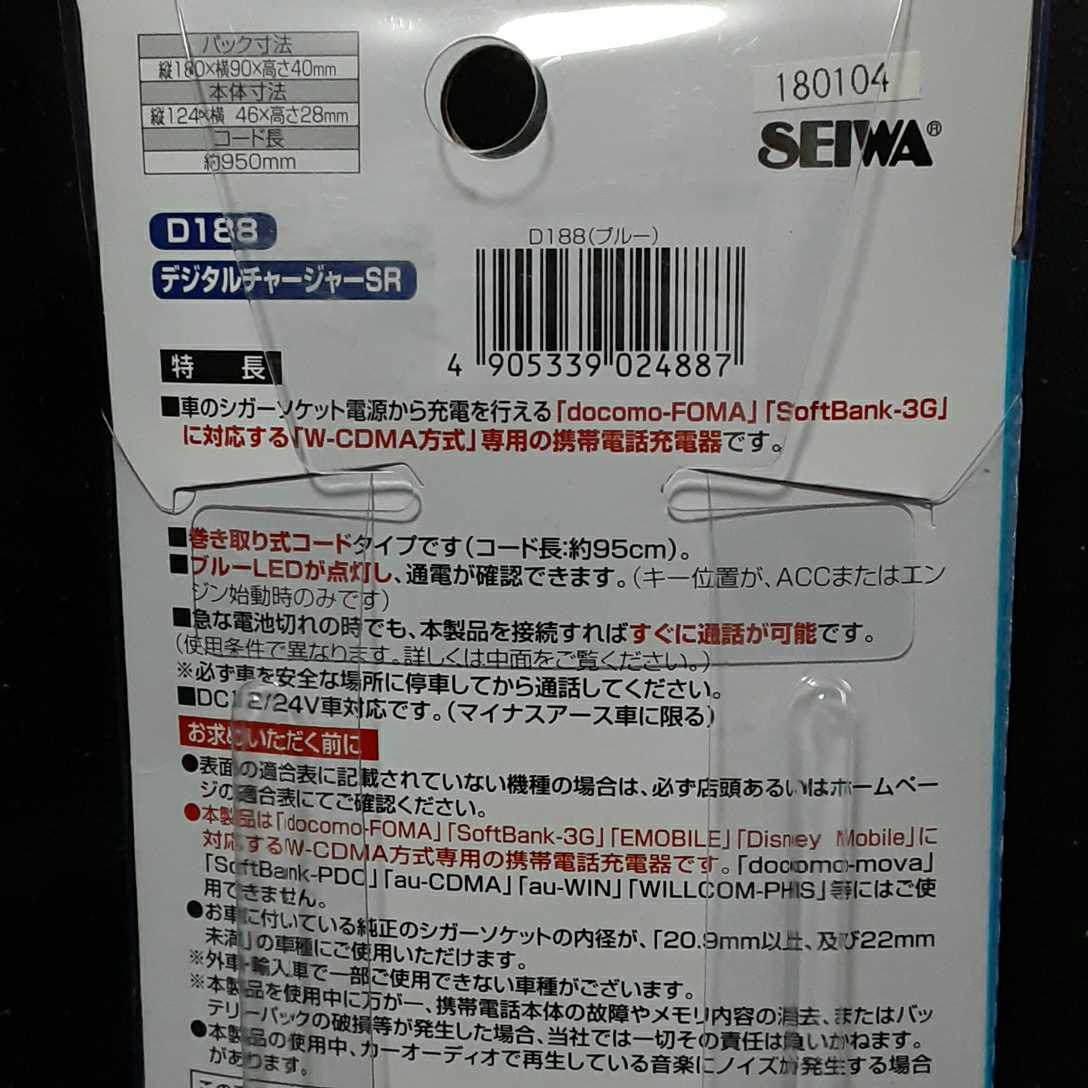 パック寸法
縦180×横90×高さ40mm
本体寸法
縦124×横 46×高さ28mm
コード長
約950mm
180104
SEIWA®
D188
デジタルチャージャーSR
D188(ブルー)
4 905339 024887
特 長
■車のシガーソケット電源から充電を行える「docomo-FOMA」「SoftBank-3G」
に対応する「W-CDMA方式」専用の携帯電話充電器です。
■巻き取り式コードタイプです(コード長:約95cm)。
■ブルーLEDが点灯し、通電が確認できます。(キー位置が、ACCまたはエン
ジン始動時のみです)
■急な電池切れの時でも、本製品を接続すればすぐに通話が可能です。
(使用条件で異なります。詳しくは中面をご覧ください。)
※必ず車を安全な場所に停車してから通話してください。
■DC12/24V車対応です。(マイナスアース車に限る)
お求めいただく前に
●表面の適合表に記載されていない機種の場合は、必ず店頭あるいはホームペー
ジの適合表にてご確認ください。
●本製品は「docomo-FOMA」「SoftBank-3G」「EMOBILE」「Disney Mobile」に
対応するW-CDMA方式専用の携帯電話充電器です。「docomo-mova」
「SoftBank-PDC」「au-CDMA」「au-WIN」「WILLCOM-PHS」等にはご使
用できません。
●お車に付いている純正のシガーソケットの内径が、「20.9mm以上、及び22mm
未満」の車種にご使用いただけます。
※外車・輸入車で一部ご使用できない車種がございます。
※本製品を使用中に万が一、携帯電話本体の故障やメモリ内容の消去、またはバッ
テリーパックの破損等が発生した場合、当社では一切その責任は負いかねます。
●本製品の使用中、カーオーディオで再生している音楽にノイズが発生する場合
があります。